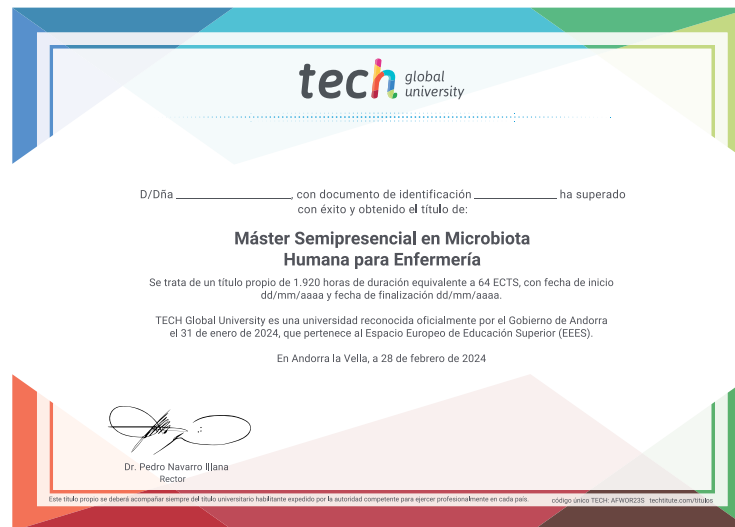 tech global
university
D/Dña ______________, con documento de identificación __________ ha superado
con éxito y obtenido el título de:
Máster Semipresencial en Microbiota
Humana para Enfermería
Se trata de un título propio de 1.920 horas de duración equivalente a 64 ECTS, con fecha de inicio
dd/mm/aaaa y fecha de finalización dd/mm/aaaa.
TECH Global University es una universidad reconocida oficialmente por el Gobierno de Andorra
el 31 de enero de 2024, que pertenece al Espacio Europeo de Educación Superior (EEES).
En Andorra la Vella, a 28 de febrero de 2024
Dr. Pedro Navarro Illana
Rector
Este título propio se deberá acompañar siempre del título universitario habilitante expedido por la autoridad competente para ejercer profesionalmente en cada país. código único TECH: AFWOR23S techtitute.com/titulos